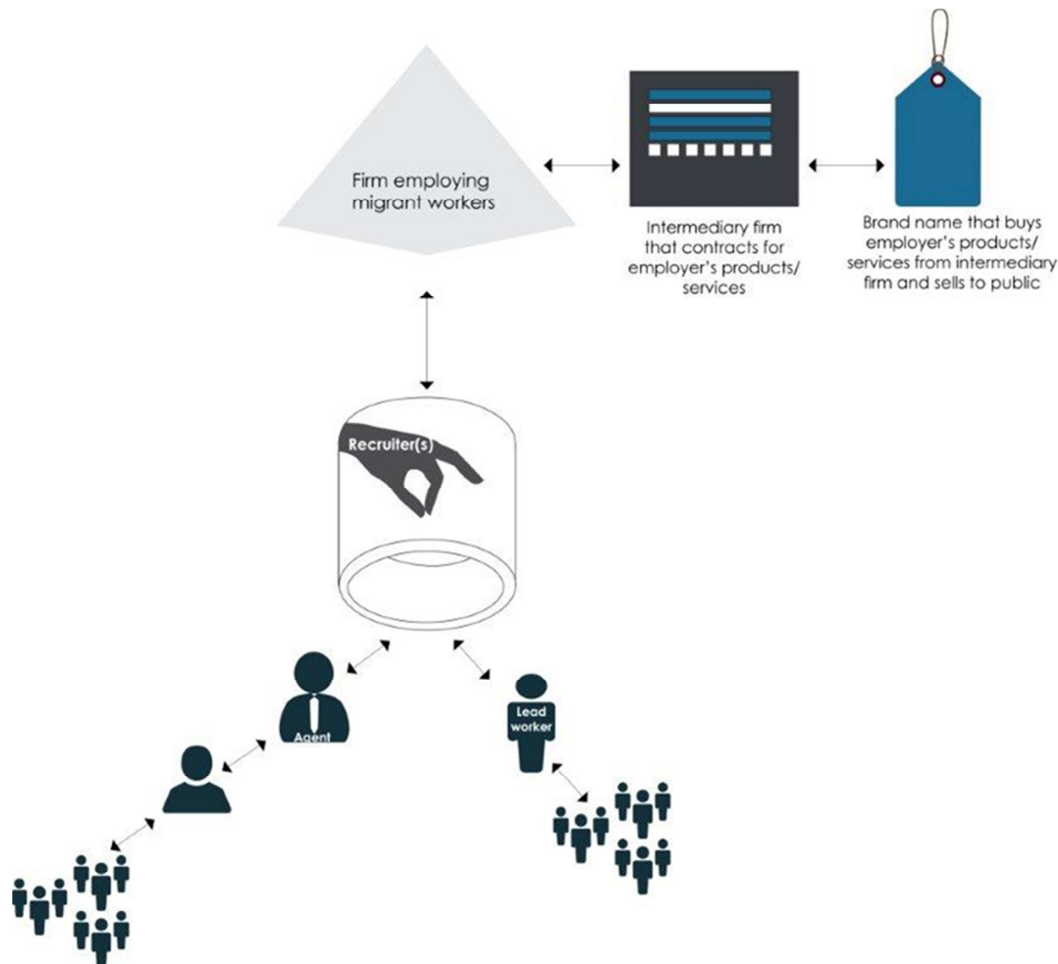 Firm employing
migrant workers
Intermediary firm
that contracts for
employer's products/
services
Brand name that buys
employer's products/
services from intermediary
firm and sells to public
Recruiter(s)
Agent
Lead
worker